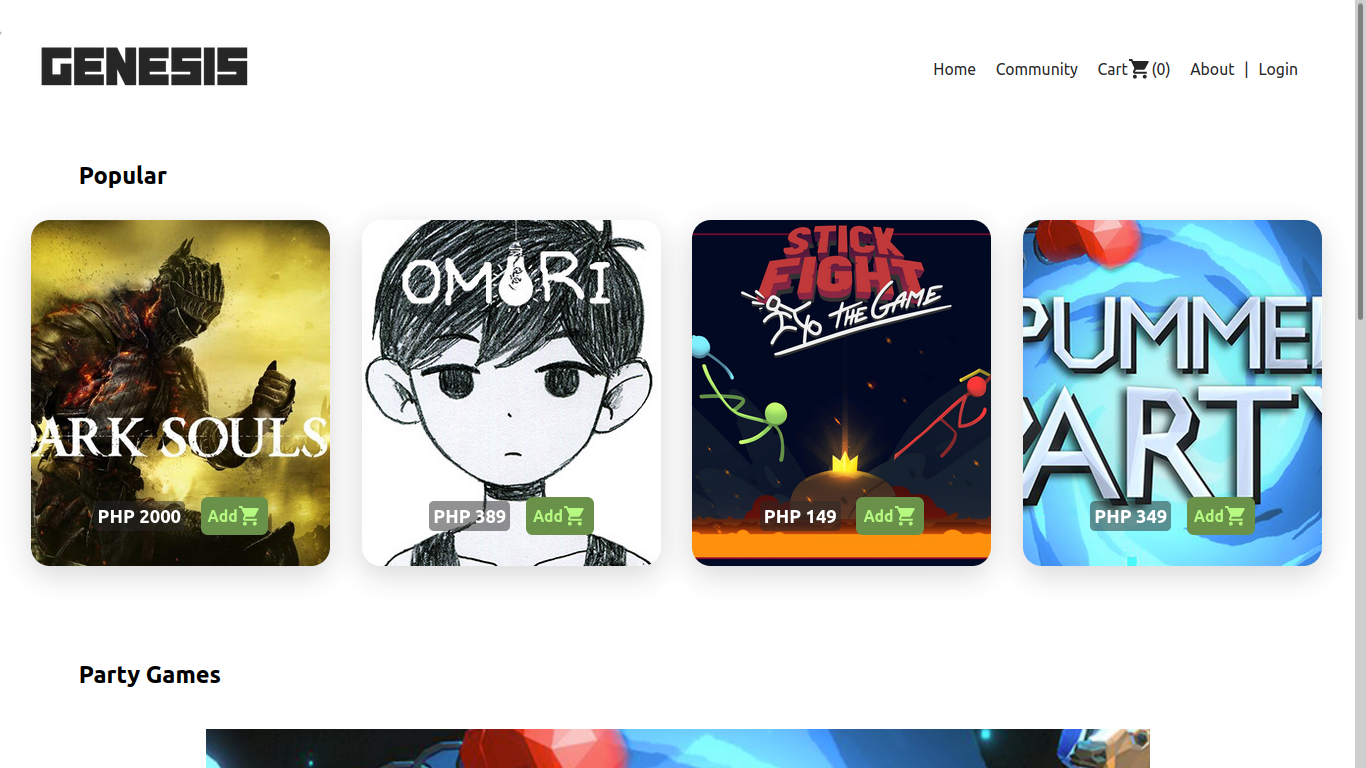 GENESIS
Home Community Cart (0) About | Login
Popular
DARK SOULS
PHP 2000 Add
OMORI
PHP 389 Add
STICK
FIGHT
THE GAME
PHP 149 Add
PUMMEL
PARTY
PHP 349 Add
Party Games